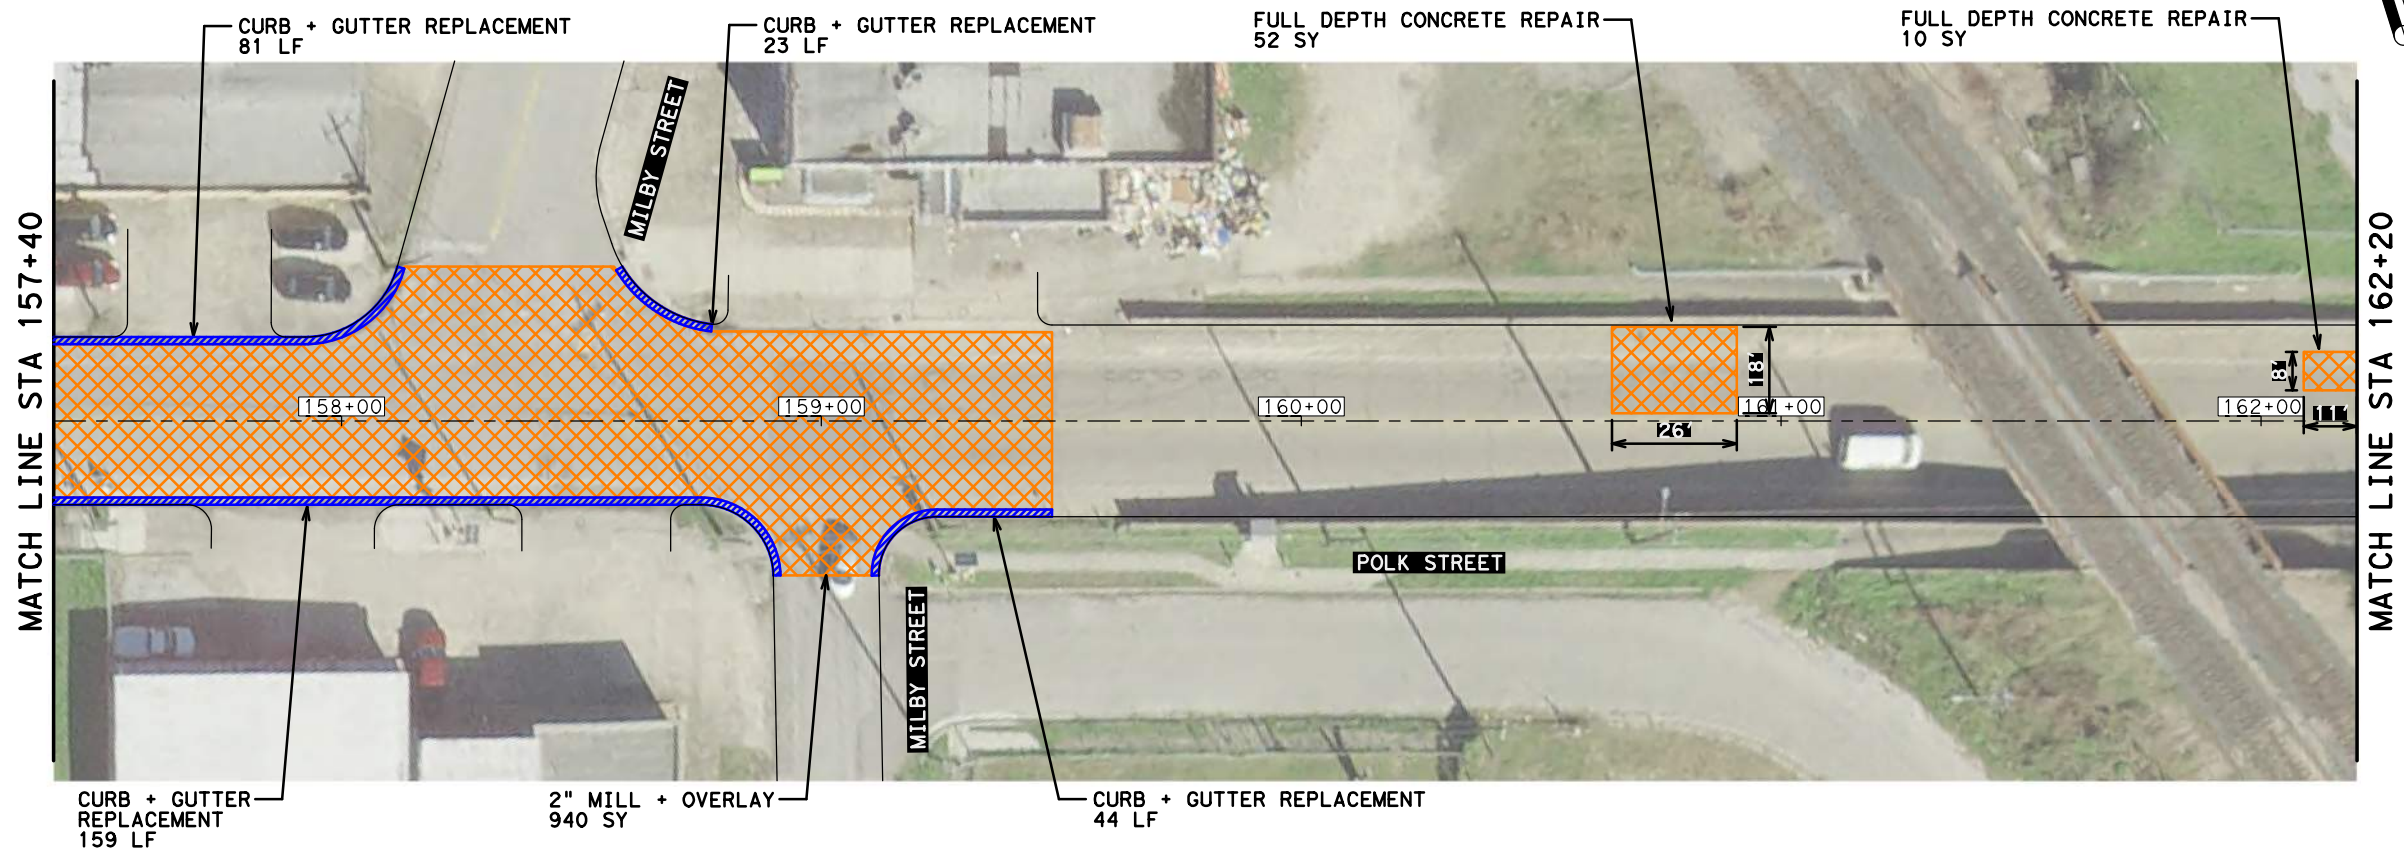 CURB + GUTTER REPLACEMENT
81 LF
CURB + GUTTER REPLACEMENT
23 LF
FULL DEPTH CONCRETE REPAIR
52 SY
FULL DEPTH CONCRETE REPAIR
10 SY
MILBY STREET
MATCH LINE STA 157+40
MATCH LINE STA 162+20
18'
8'
158+00
159+00
160+00
161+00
162+00
11'
26'
POLK STREET
MILBY STREET
CURB + GUTTER
REPLACEMENT
159 LF
2" MILL + OVERLAY
940 SY
CURB + GUTTER REPLACEMENT
44 LF